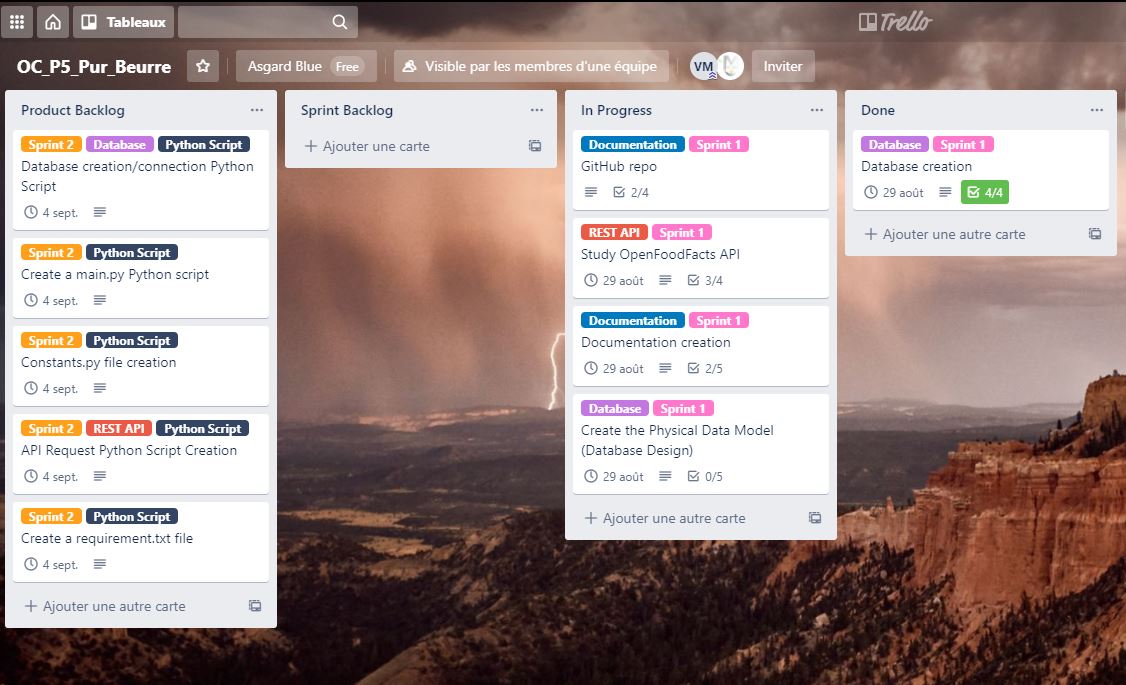 Tableaux
Trello
OC_P5_Pur_Beurre
Asgard Blue Free
Visible par les membres d'une équipe
VM
Inviter
Product Backlog
Sprint 2 Database Python Script
Database creation/connection Python
Script
4 sept.
Sprint 2 Python Script
Create a main.py Python script
4 sept.
Sprint 2 Python Script
Constants.py file creation
4 sept.
Sprint 2 REST API Python Script
API Request Python Script Creation
4 sept.
Sprint 2 Python Script
Create a requirement.txt file
4 sept.
+ Ajouter une autre carte
Sprint Backlog
+ Ajouter une carte
In Progress
Documentation Sprint 1
GitHub repo
2/4
REST API Sprint 1
Study OpenFoodFacts API
29 août 3/4
Documentation Sprint 1
Documentation creation
29 août 2/5
Database Sprint 1
Create the Physical Data Model
(Database Design)
29 août 0/5
+ Ajouter une autre carte
Done
Database Sprint 1
Database creation
29 août 4/4
+ Ajouter une autre carte